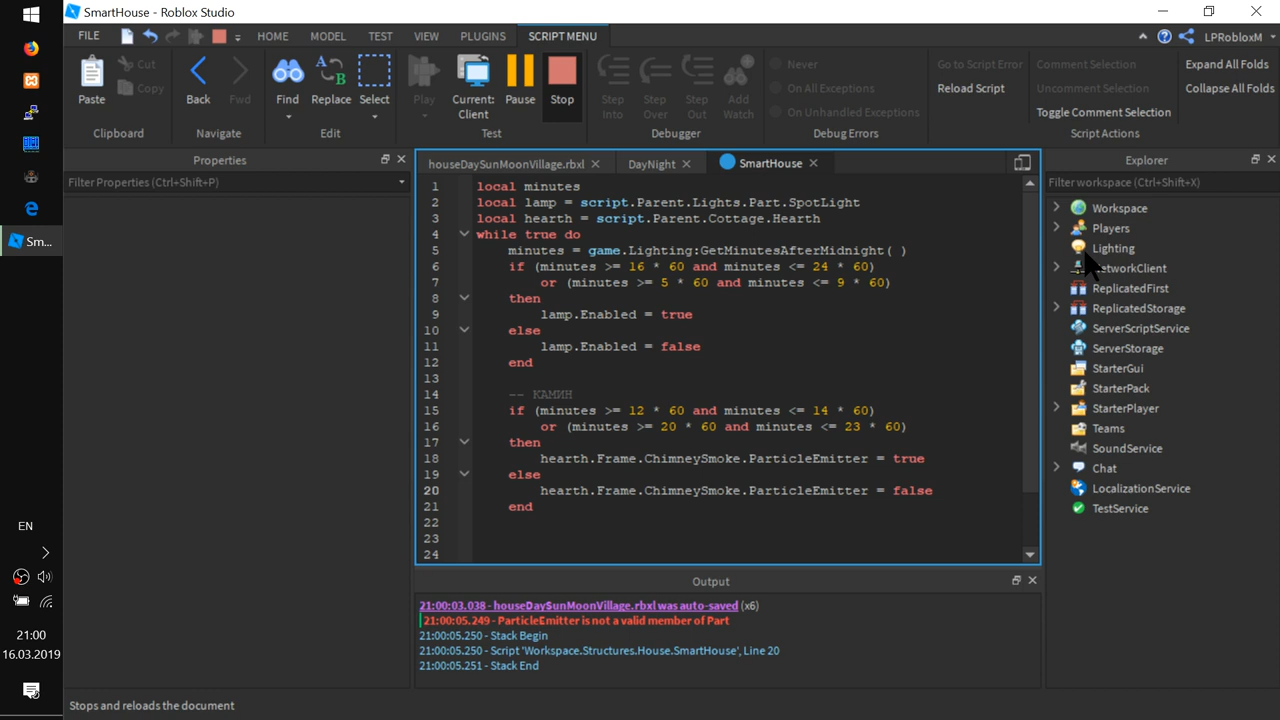 SmartHouse - Roblox Studio
FILE HOME MODEL TEST VIEW PLUGINS SCRIPT MENU LPRobloxM
Paste Cut Copy Back Fwd Find Replace Select Play Current: Client Pause Stop Step Into Step Over Step Out Add Watch Never On All Exceptions On Unhandled Exceptions Go to Script Error Reload Script Comment Selection Uncomment Selection Toggle Comment Selection Expand All Folds Collapse All Folds
Clipboard Navigate Edit Test Debugger Debug Errors Script Actions
Properties
Filter Properties (Ctrl+Shift+P)
houseDaySunMoonVillage.rbxl DayNight SmartHouse
1 local minutes
2 local lamp = script.Parent.Lights.Part.SpotLight
3 local hearth = script.Parent.Cottage.Hearth
4 while true do
5 minutes = game.Lighting:GetMinutesAfterMidnight( )
6 if (minutes >= 16 * 60 and minutes <= 24 * 60)
7 or (minutes >= 5 * 60 and minutes <= 9 * 60)
8 then
9 lamp.Enabled = true
10 else
11 lamp.Enabled = false
12 end
13
14 -- КАМИН
15 if (minutes >= 12 * 60 and minutes <= 14 * 60)
16 or (minutes >= 20 * 60 and minutes <= 23 * 60)
17 then
18 hearth.Frame.ChimneySmoke.ParticleEmitter = true
19 else
20 hearth.Frame.ChimneySmoke.ParticleEmitter = false
21 end
22
23
24
Output
21:00:03.038 - houseDaySunMoonVillage.rbxl was auto-saved (x6)
21:00:05.249 - ParticleEmitter is not a valid member of Part
21:00:05.250 - Stack Begin
21:00:05.250 - Script 'Workspace.Structures.House.SmartHouse', Line 20
21:00:05.251 - Stack End
Explorer
Filter workspace (Ctrl+Shift+X)
Workspace
Players
Lighting
etworkClient
ReplicatedFirst
ReplicatedStorage
ServerScriptService
ServerStorage
StarterGui
StarterPack
StarterPlayer
Teams
SoundService
Chat
LocalizationService
TestService
Sm...
EN
21:00
16.03.2019
Stops and reloads the document